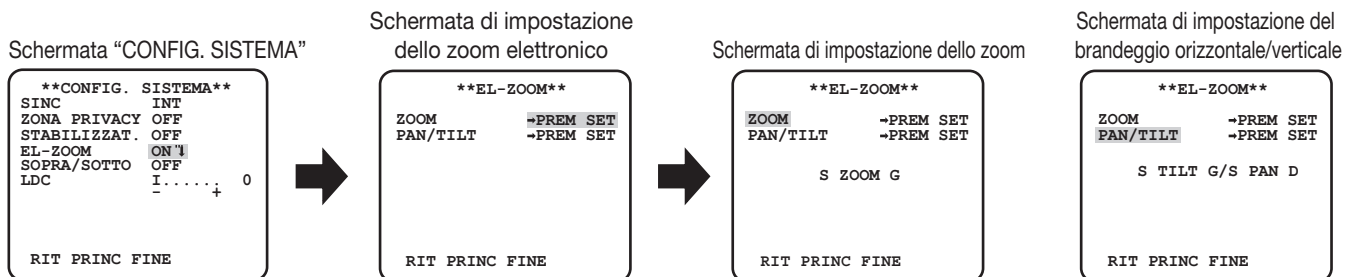 Schermata “CONFIG. SISTEMA”
**CONFIG. SISTEMA**
SINC INT
ZONA PRIVACY OFF
STABILIZZAT. OFF
EL-ZOOM ON
SOPRA/SOTTO OFF
LDC I...... 0
- +
RIT PRINC FINE
Schermata di impostazione
dello zoom elettronico
**EL-ZOOM**
ZOOM →PREM SET
PAN/TILT →PREM SET
RIT PRINC FINE
Schermata di impostazione dello zoom
**EL-ZOOM**
ZOOM →PREM SET
PAN/TILT →PREM SET
S ZOOM G
RIT PRINC FINE
Schermata di impostazione del
brandeggio orizzontale/verticale
**EL-ZOOM**
ZOOM →PREM SET
PAN/TILT →PREM SET
S TILT G/S PAN D
RIT PRINC FINE